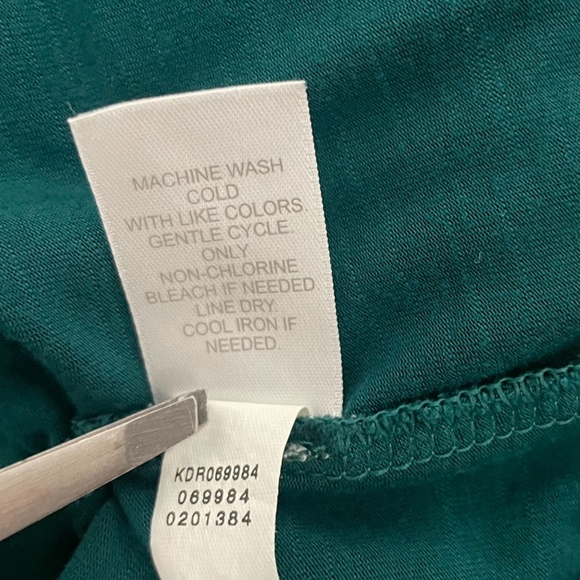 MACHINE WASH
COLD
WITH LIKE COLORS.
GENTLE CYCLE.
ONLY
NON-CHLORINE
BLEACH IF NEEDED.
LINE DRY.
COOL IRON IF
NEEDED.
KDR069984
069984
0201384